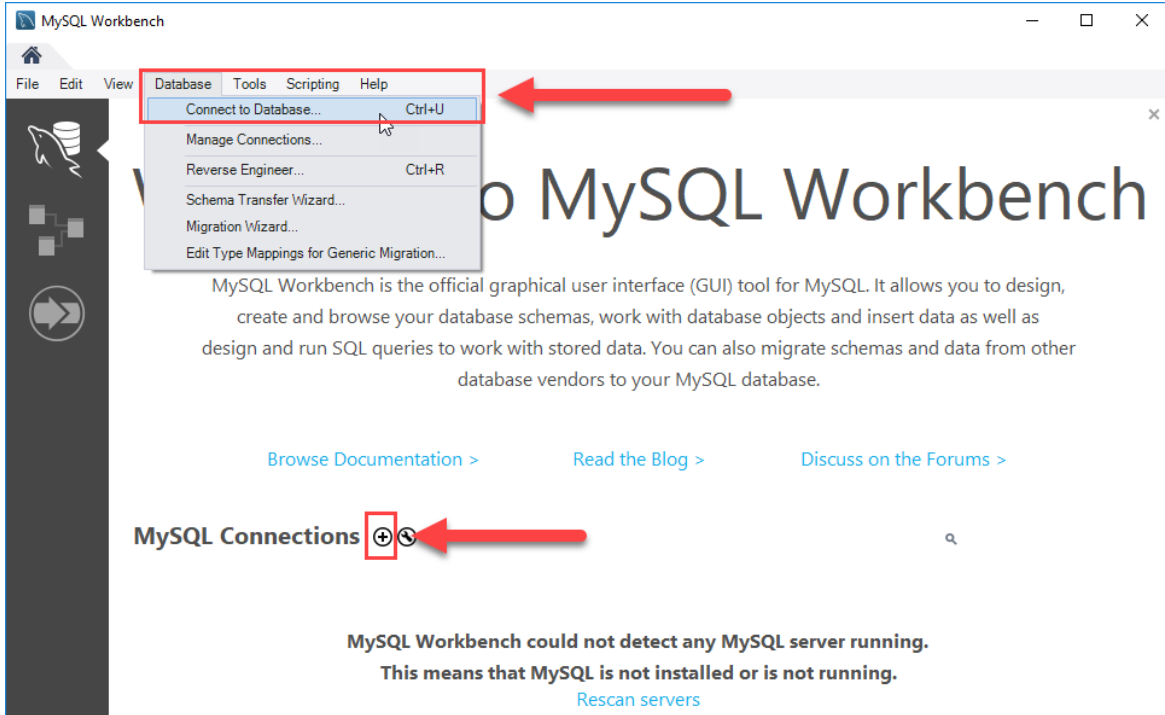 MySQL Workbench
File Edit View Database Tools Scripting Help
Connect to Database... Ctrl+U
Manage Connections...
Reverse Engineer... Ctrl+R
Schema Transfer Wizard...
Migration Wizard...
Edit Type Mappings for Generic Migration...
o MySQL Workbench
MySQL Workbench is the official graphical user interface (GUI) tool for MySQL. It allows you to design,
create and browse your database schemas, work with database objects and insert data as well as
design and run SQL queries to work with stored data. You can also migrate schemas and data from other
database vendors to your MySQL database.
Browse Documentation > Read the Blog > Discuss on the Forums >
MySQL Connections
MySQL Workbench could not detect any MySQL server running.
This means that MySQL is not installed or is not running.
Rescan servers